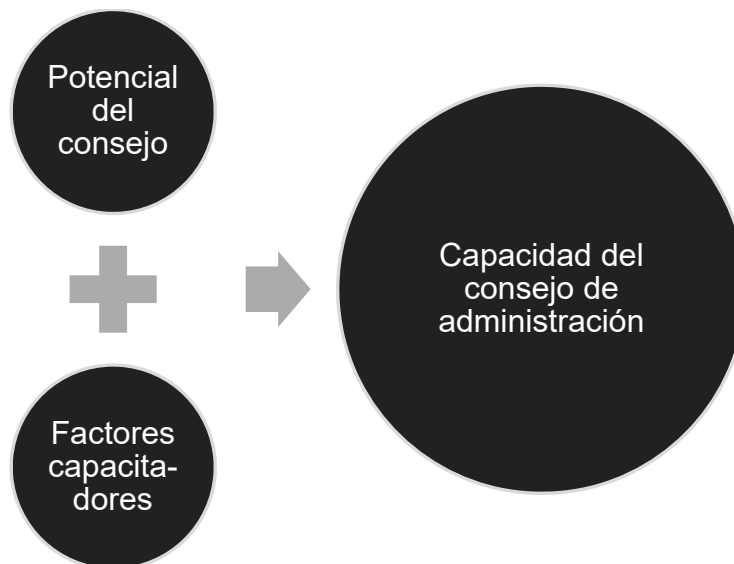 Potencial
del
consejo
Factores
capacita-
dores
Capacidad del
consejo de
administración